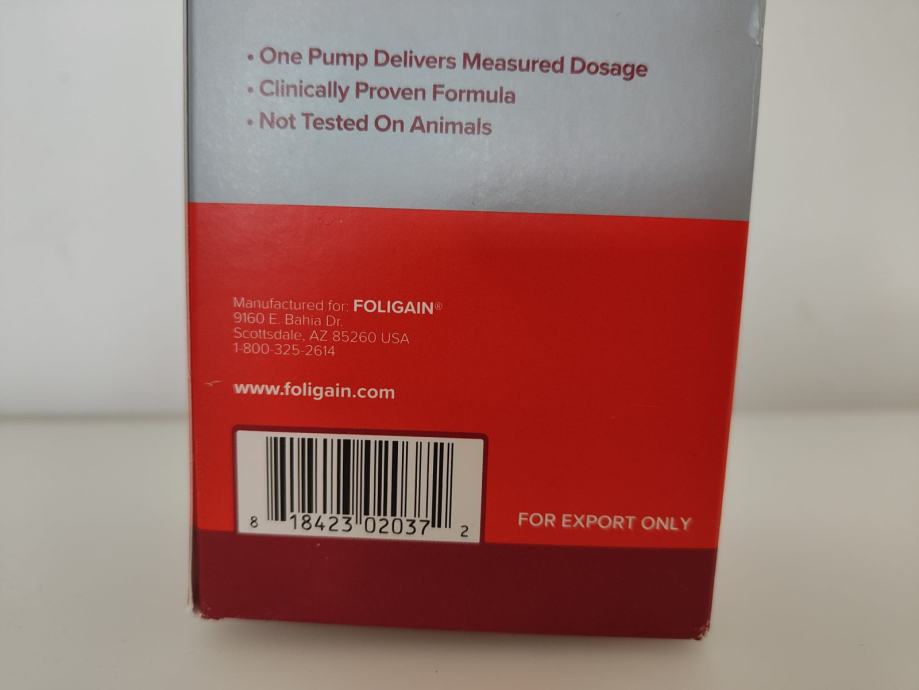 • One Pump Delivers Measured Dosage
• Clinically Proven Formula
• Not Tested On Animals
Manufactured for: FOLIGAIN®
9160 E. Bahia Dr.
Scottsdale, AZ 85260 USA
1-800-325-2614
www.foligain.com
8 18423 02037 2
FOR EXPORT ONLY